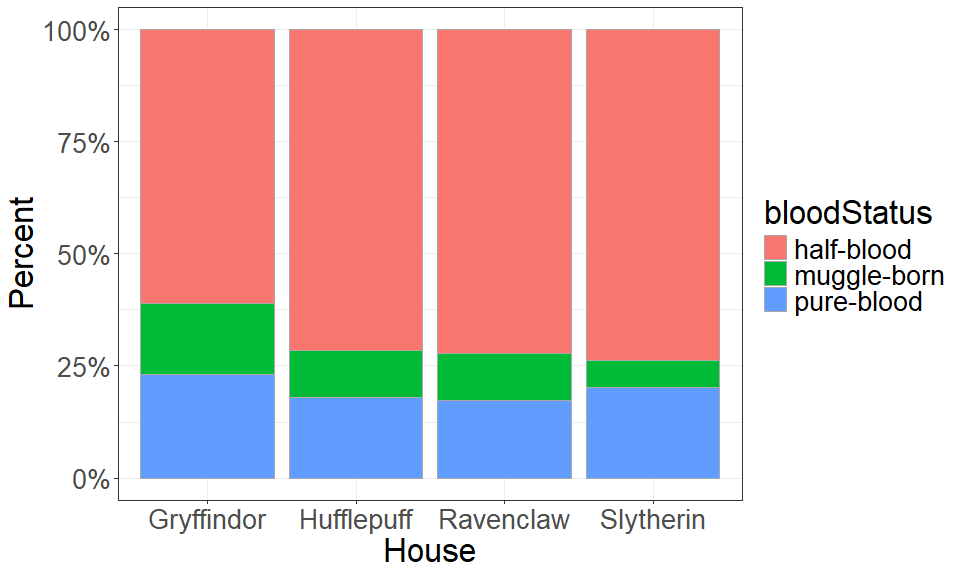 100%
75%
50%
25%
0%
Percent
Gryffindor Hufflepuff Ravenclaw Slytherin
House
bloodStatus
half-blood
muggle-born
pure-blood